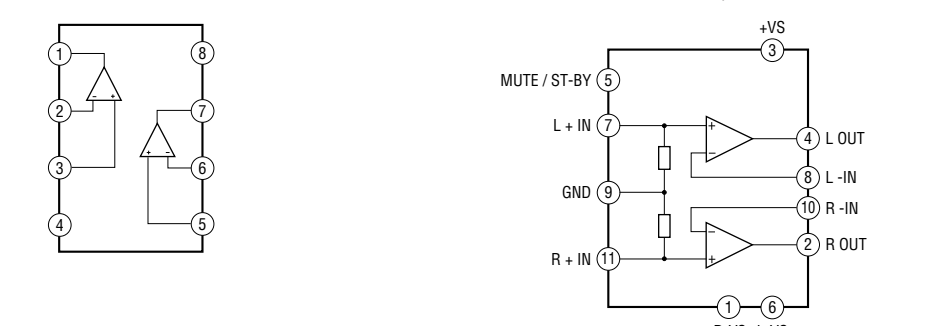 1
8
2
7
3
6
4
5
- +
+ -
+VS
3
MUTE / ST-BY 5
L + IN 7
+
4 L OUT
-
8 L -IN
GND 9
10 R -IN
-
2 R OUT
R + IN 11
+
1 6